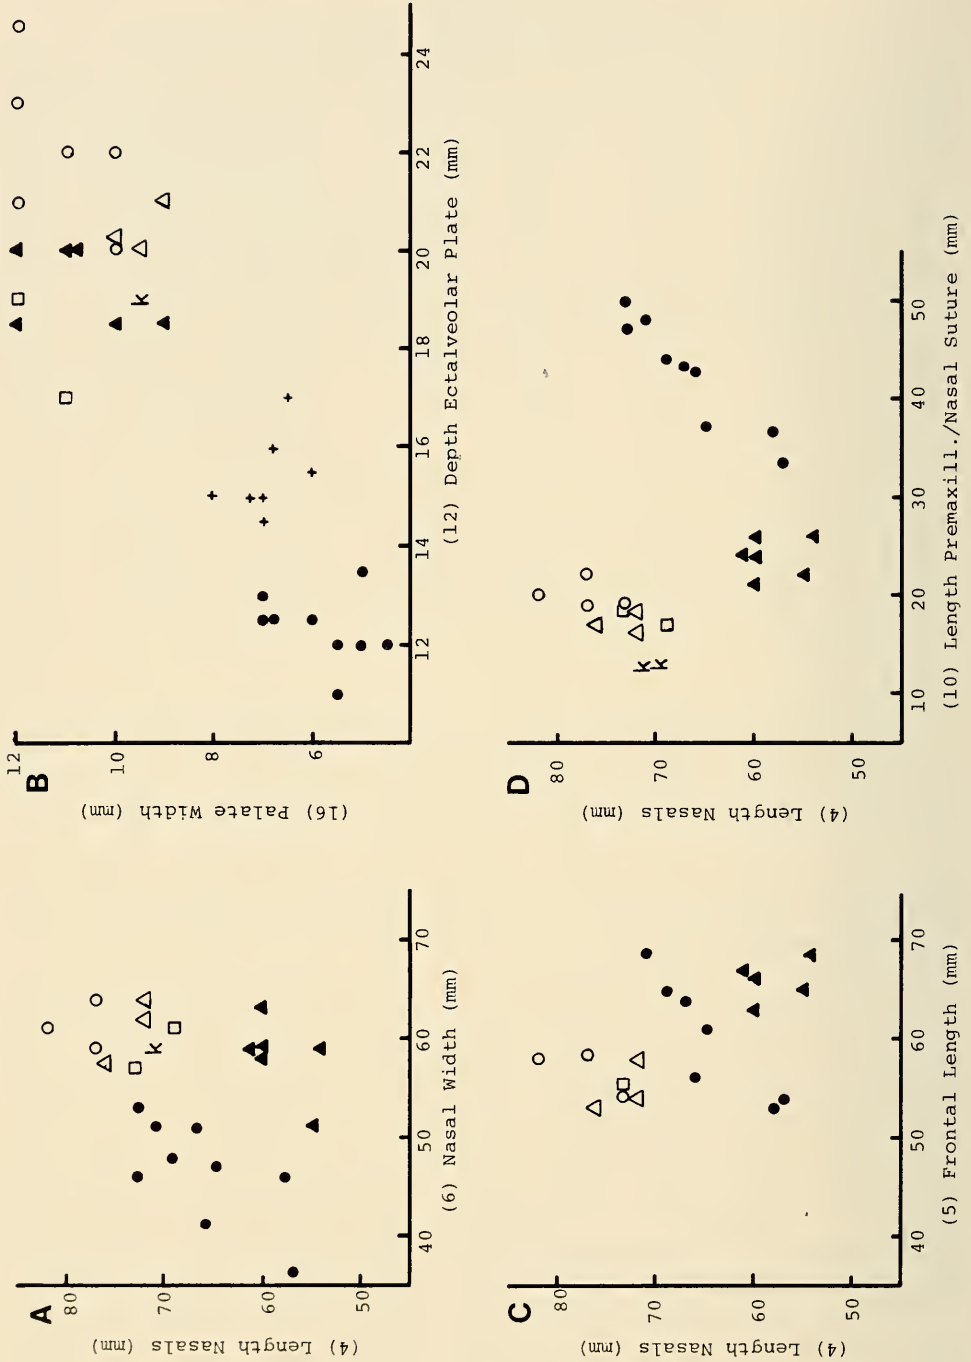 A
(4) Length Nasals (mm)
80
70
60
50
k
40 50 60 70
(6) Nasal Width (mm)
B
(16) Palate Width (mm)
12
10
8
6
k
12 14 16 18 20 22 24
(12) Depth Ectalveolar Plate (mm)
C
(4) Length Nasals (mm)
80
70
60
50
40 50 60 70
(5) Frontal Length (mm)
D
(4) Length Nasals (mm)
80
70
60
50
k
k
10 20 30 40 50
(10) Length Premaxill./Nasal Suture (mm)